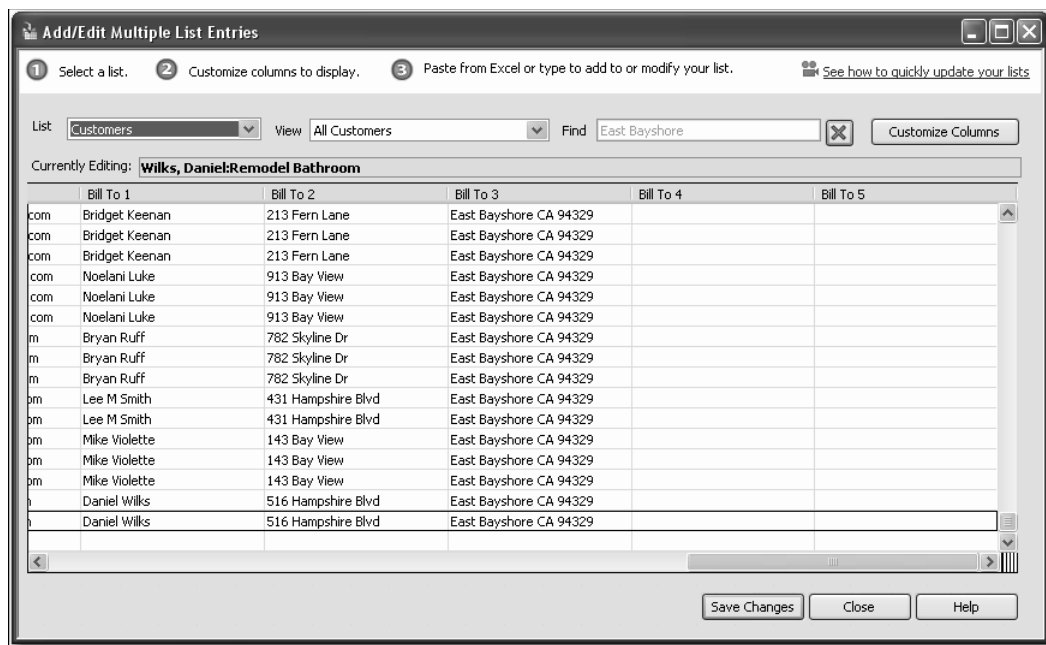 Add/Edit Multiple List Entries
1 Select a list. 2 Customize columns to display. 3 Paste from Excel or type to add to or modify your list. See how to quickly update your lists
List Customers View All Customers Find East Bayshore Customize Columns
Currently Editing: Wilks, Daniel:Remodel Bathroom
Bill To 1 Bill To 2 Bill To 3 Bill To 4 Bill To 5
com Bridget Keenan 213 Fern Lane East Bayshore CA 94329
com Bridget Keenan 213 Fern Lane East Bayshore CA 94329
com Bridget Keenan 213 Fern Lane East Bayshore CA 94329
com Noelani Luke 913 Bay View East Bayshore CA 94329
com Noelani Luke 913 Bay View East Bayshore CA 94329
com Noelani Luke 913 Bay View East Bayshore CA 94329
m Bryan Ruff 782 Skyline Dr East Bayshore CA 94329
m Bryan Ruff 782 Skyline Dr East Bayshore CA 94329
m Bryan Ruff 782 Skyline Dr East Bayshore CA 94329
om Lee M Smith 431 Hampshire Blvd East Bayshore CA 94329
om Lee M Smith 431 Hampshire Blvd East Bayshore CA 94329
om Mike Violette 143 Bay View East Bayshore CA 94329
om Mike Violette 143 Bay View East Bayshore CA 94329
om Mike Violette 143 Bay View East Bayshore CA 94329
Daniel Wilks 516 Hampshire Blvd East Bayshore CA 94329
Daniel Wilks 516 Hampshire Blvd East Bayshore CA 94329
Save Changes Close Help